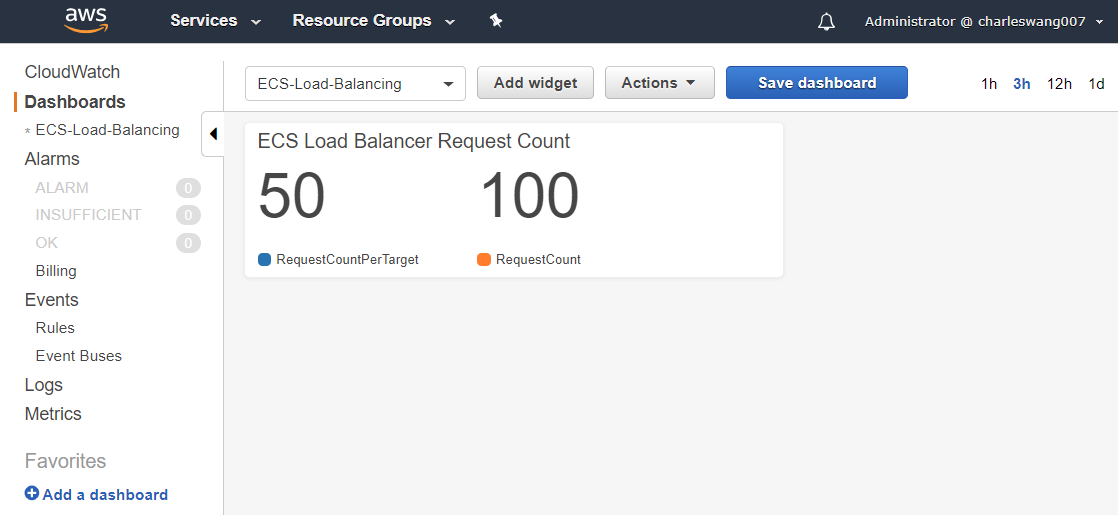 aws Services Resource Groups Administrator @ charleswang007
CloudWatch
Dashboards
* ECS-Load-Balancing
Alarms
ALARM 0
INSUFFICIENT 0
OK 0
Billing
Events
Rules
Event Buses
Logs
Metrics
Favorites
Add a dashboard
ECS-Load-Balancing Add widget Actions Save dashboard 1h 3h 12h 1d
ECS Load Balancer Request Count
50 100
RequestCountPerTarget RequestCount